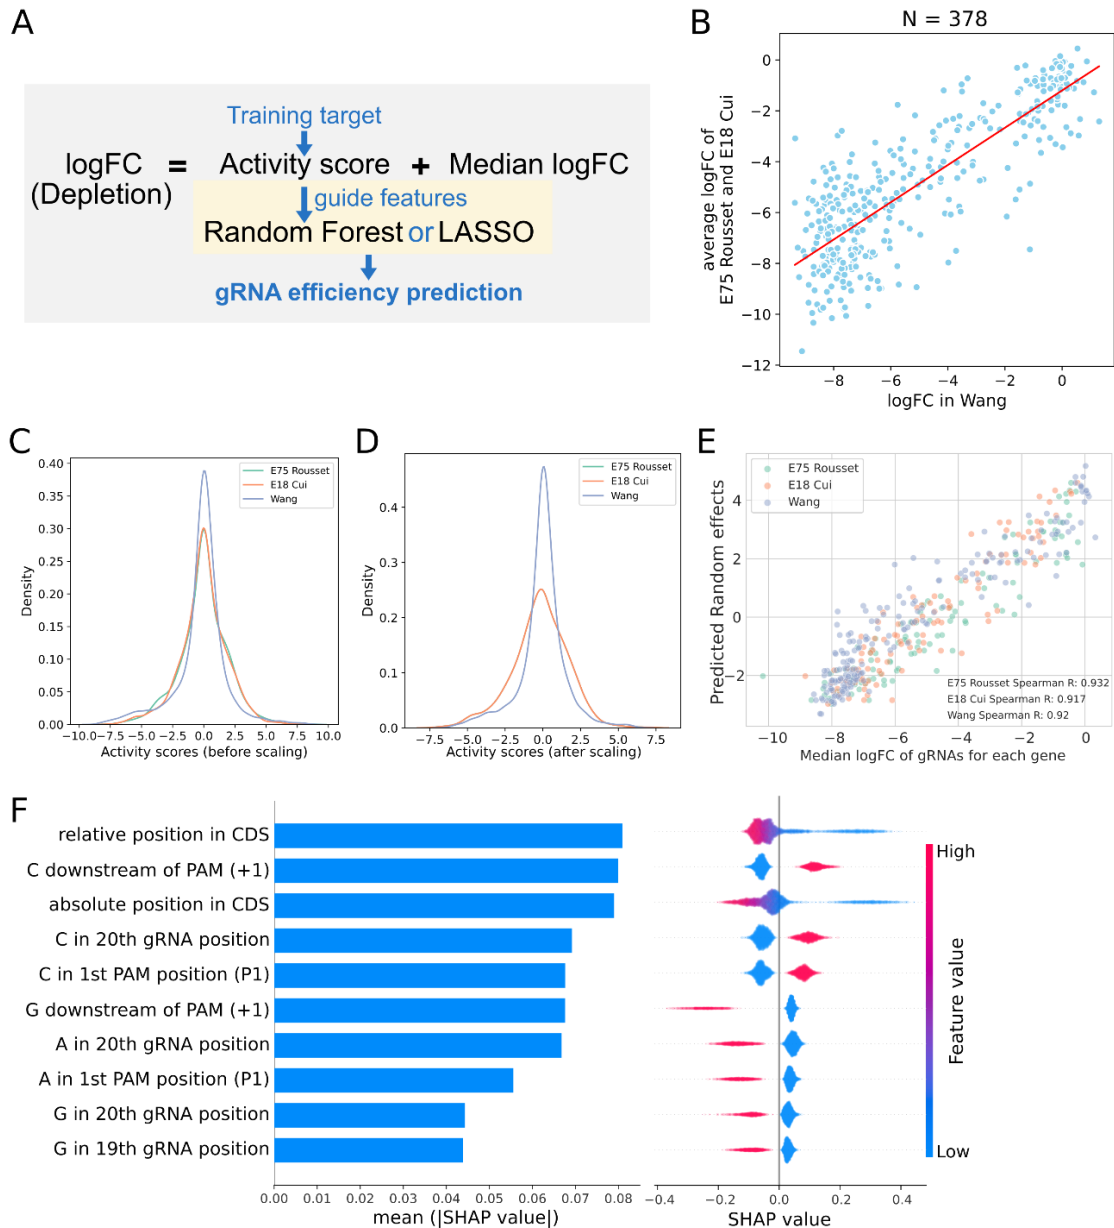 A
Training target
logFC = Activity score + Median logFC
(Depletion)
guide features
Random Forest or LASSO
gRNA efficiency prediction
B
N = 378
average logFC of
E75 Rousset and E18 Cui
0
−2
−4
−6
−8
−10
−12
−8 −6 −4 −2 0
logFC in Wang
C
E75 Rousset
E18 Cui
Wang
Density
0.40
0.35
0.30
0.25
0.20
0.15
0.10
0.05
0.00
−10.0 −7.5 −5.0 −2.5 0.0 2.5 5.0 7.5 10.0
Activity scores (before scaling)
D
E75 Rousset
E18 Cui
Wang
Density
0.4
0.3
0.2
0.1
0.0
−7.5 −5.0 −2.5 0.0 2.5 5.0 7.5
Activity scores (after scaling)
E
E75 Rousset
E18 Cui
Wang
Predicted Random effects
4
2
0
−2
E75 Rousset Spearman R: 0.932
E18 Cui Spearman R: 0.917
Wang Spearman R: 0.92
−10 −8 −6 −4 −2 0
Median logFC of gRNAs for each gene
F
relative position in CDS
C downstream of PAM (+1)
absolute position in CDS
C in 20th gRNA position
C in 1st PAM position (P1)
G downstream of PAM (+1)
A in 20th gRNA position
A in 1st PAM position (P1)
G in 20th gRNA position
G in 19th gRNA position
0.00 0.01 0.02 0.03 0.04 0.05 0.06 0.07 0.08
mean (|SHAP value|)
−0.4 −0.2 0.0 0.2 0.4
SHAP value
High
Feature value
Low